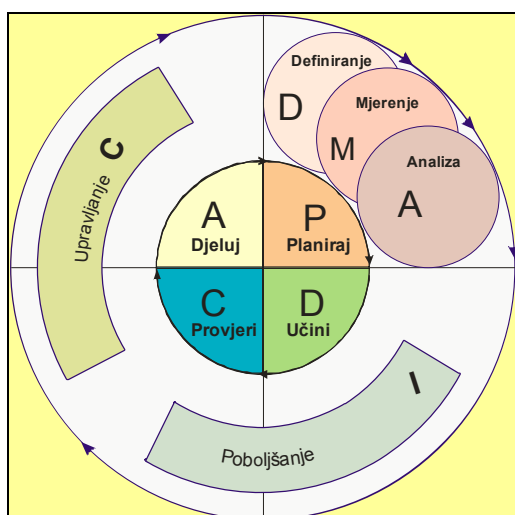 Definiranje
D
Mjerenje
M
Analiza
A
Upravljanje C
A
Djeluj
P
Planiraj
C
Provjeri
D
Učini
I
Poboljšanje